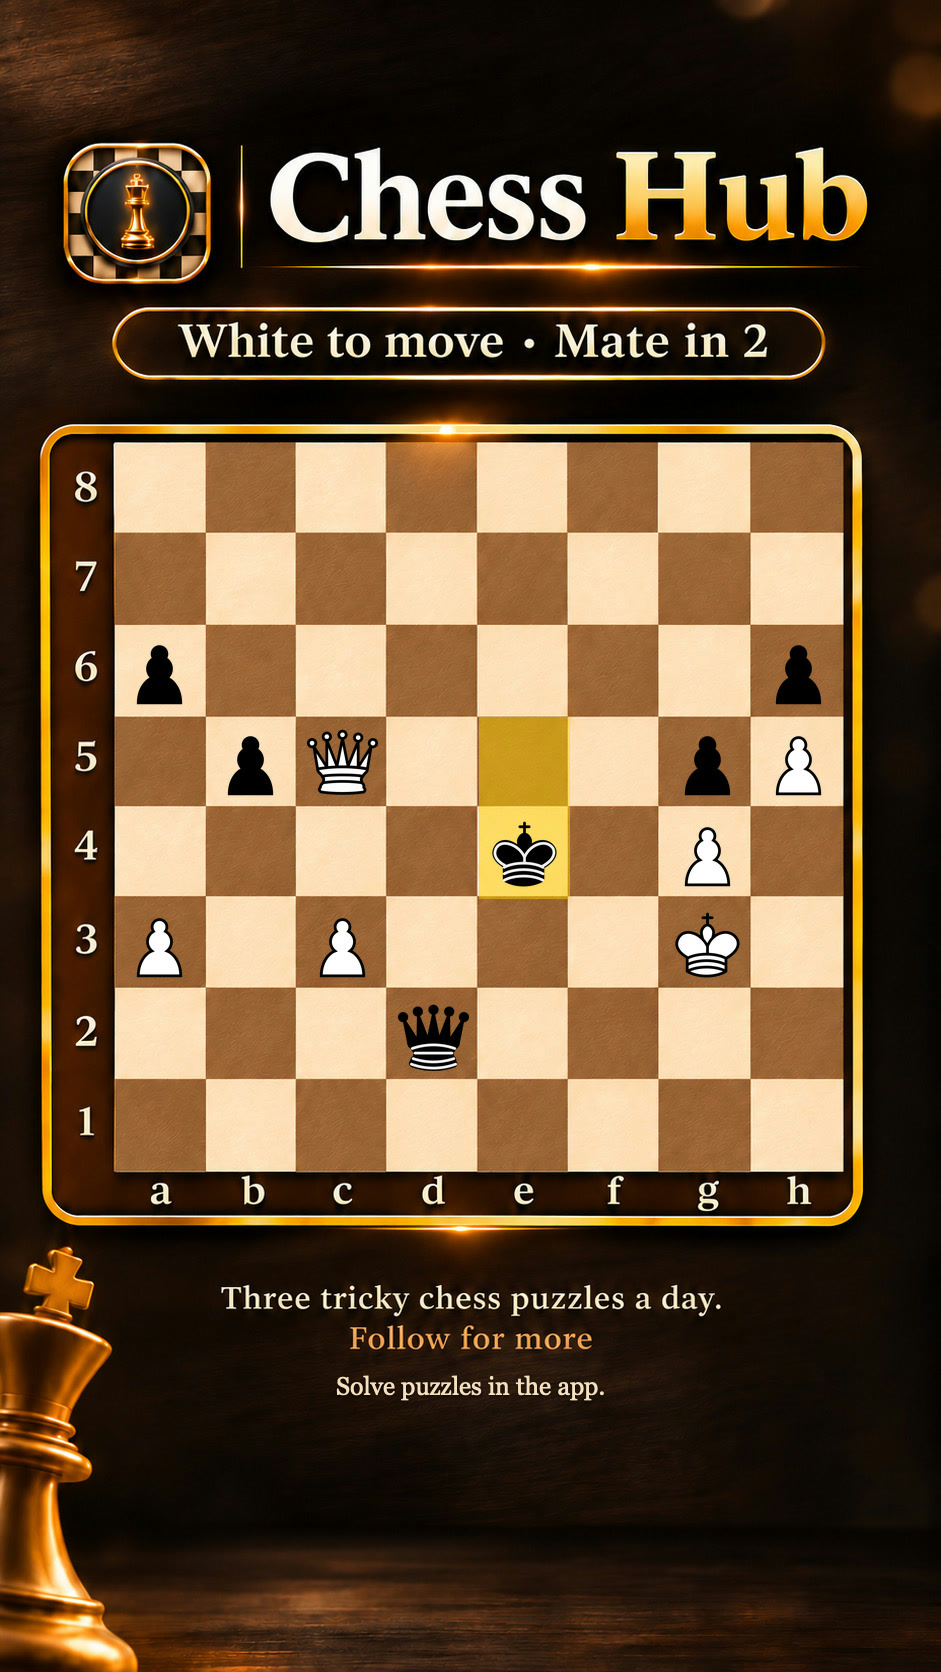 Chess Hub
White to move • Mate in 2
8
7
6
5
4
3
2
1
a b c d e f g h
Three tricky chess puzzles a day.
Follow for more
Solve puzzles in the app.